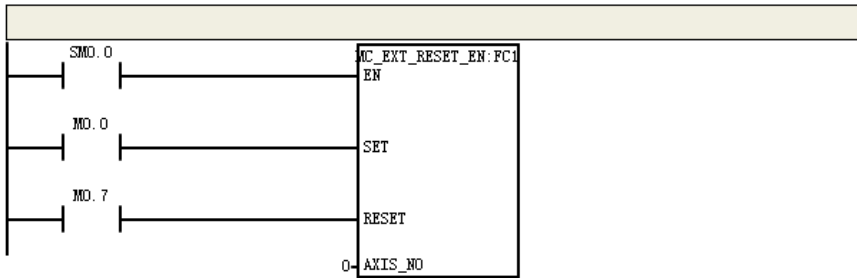 SM0.0
MC_EXT_RESET_EN:FC1
EN
M0.0
SET
M0.7
RESET
0 AXIS_NO